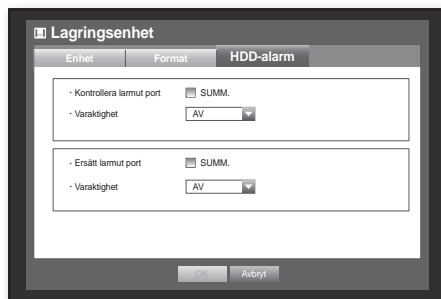 Lagringsenhet
Enhet Format HDD-alarm
· Kontrollera larmut port SUMM.
· Varaktighet AV
· Ersätt larmut port SUMM.
· Varaktighet AV
OK Avbryt